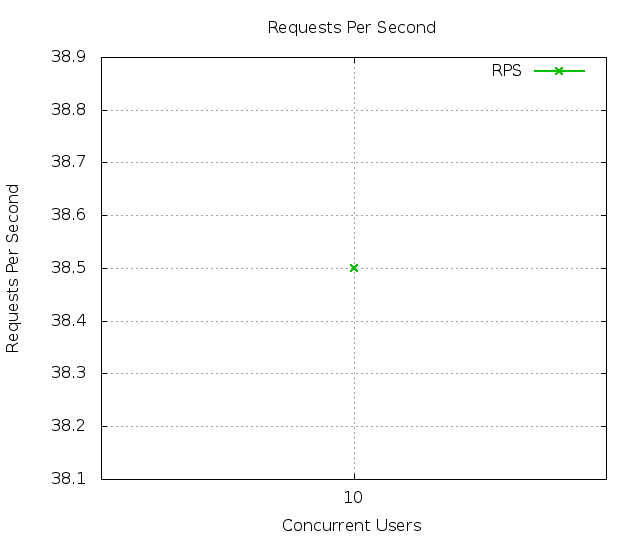 Requests Per Second
38.9
RPS
38.8
38.7
38.6
Requests Per Second
38.5
38.4
38.3
38.2
38.1
10
Concurrent Users